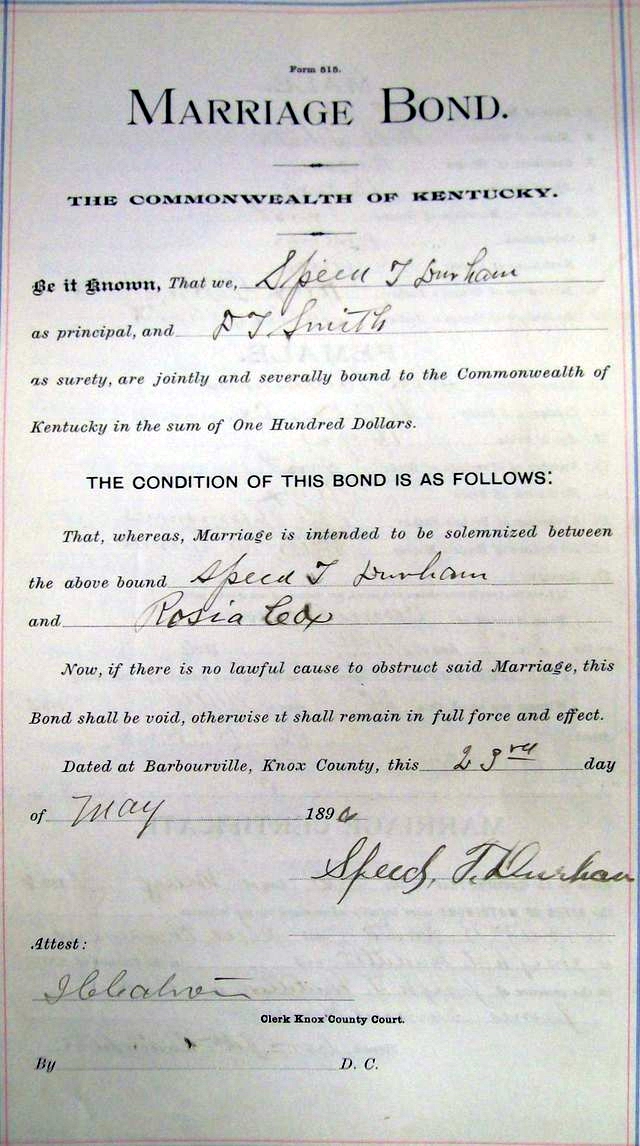 Form 515.
MARRIAGE BOND.
THE COMMONWEALTH OF KENTUCKY.
Be it Known, That we, Speed T Durham
as principal, and D T Smith
as surety, are jointly and severally bound to the Commonwealth of
Kentucky in the sum of One Hundred Dollars.
THE CONDITION OF THIS BOND IS AS FOLLOWS:
That, whereas, Marriage is intended to be solemnized between
the above bound Speed T Durham
and Rosia Cox
Now, if there is no lawful cause to obstruct said Marriage, this
Bond shall be void, otherwise it shall remain in full force and effect.
Dated at Barbourville, Knox County, this 23rd day
of May 189
Speed, T. Durham
Attest:
Clerk Knox County Court.
By D. C.